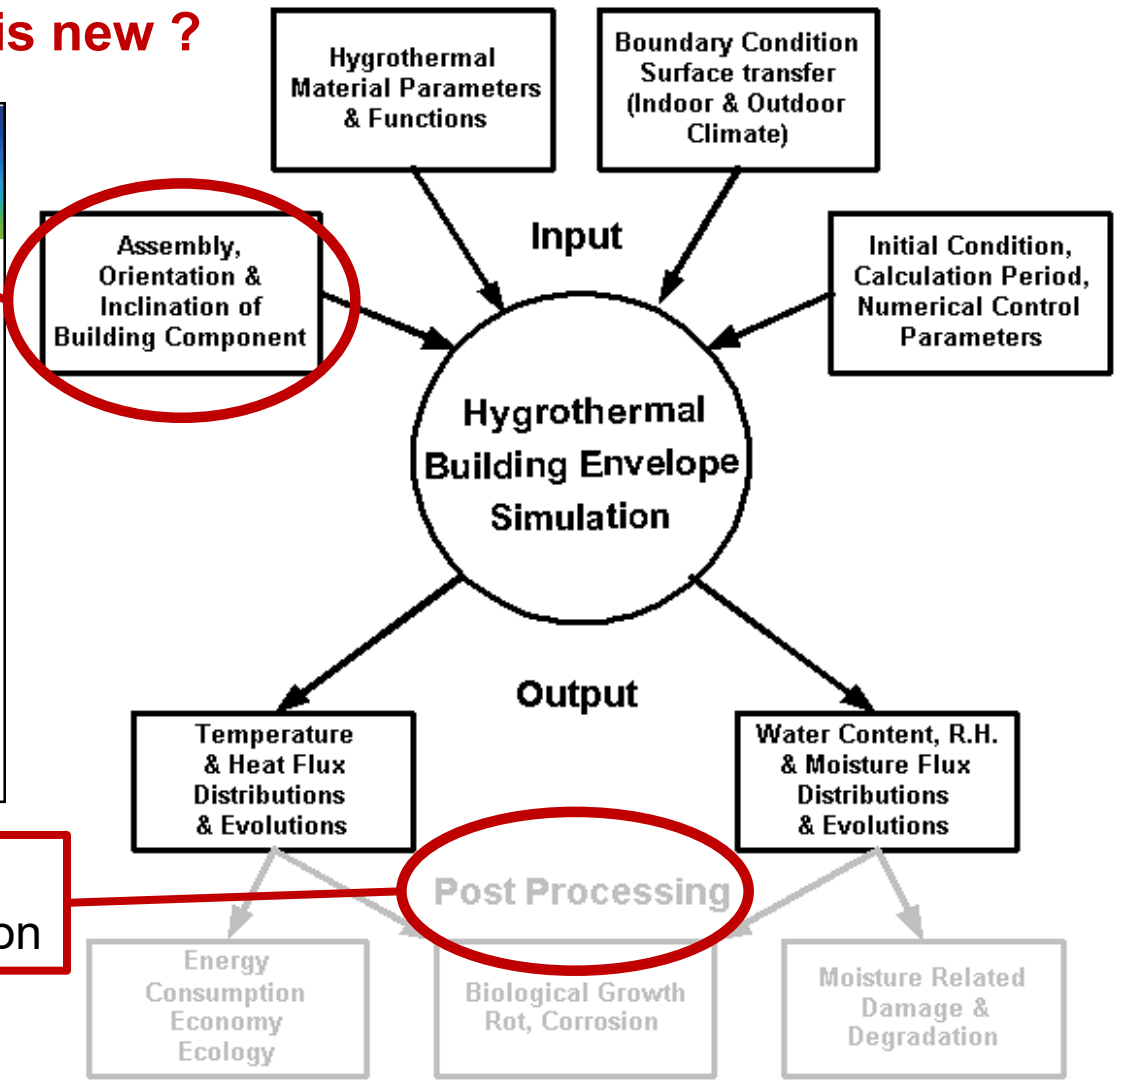 is new ?
Hygrothermal
Material Parameters
& Functions
Boundary Condition
Surface transfer
(Indoor & Outdoor
Climate)
Assembly,
Orientation &
Inclination of
Building Component
Input
Initial Condition,
Calculation Period,
Numerical Control
Parameters
Hygrothermal
Building Envelope
Simulation
Output
Temperature
& Heat Flux
Distributions
& Evolutions
Water Content, R.H.
& Moisture Flux
Distributions
& Evolutions
Post Processing
on
Energy
Consumption
Economy
Ecology
Biological Growth
Rot, Corrosion
Moisture Related
Damage &
Degradation